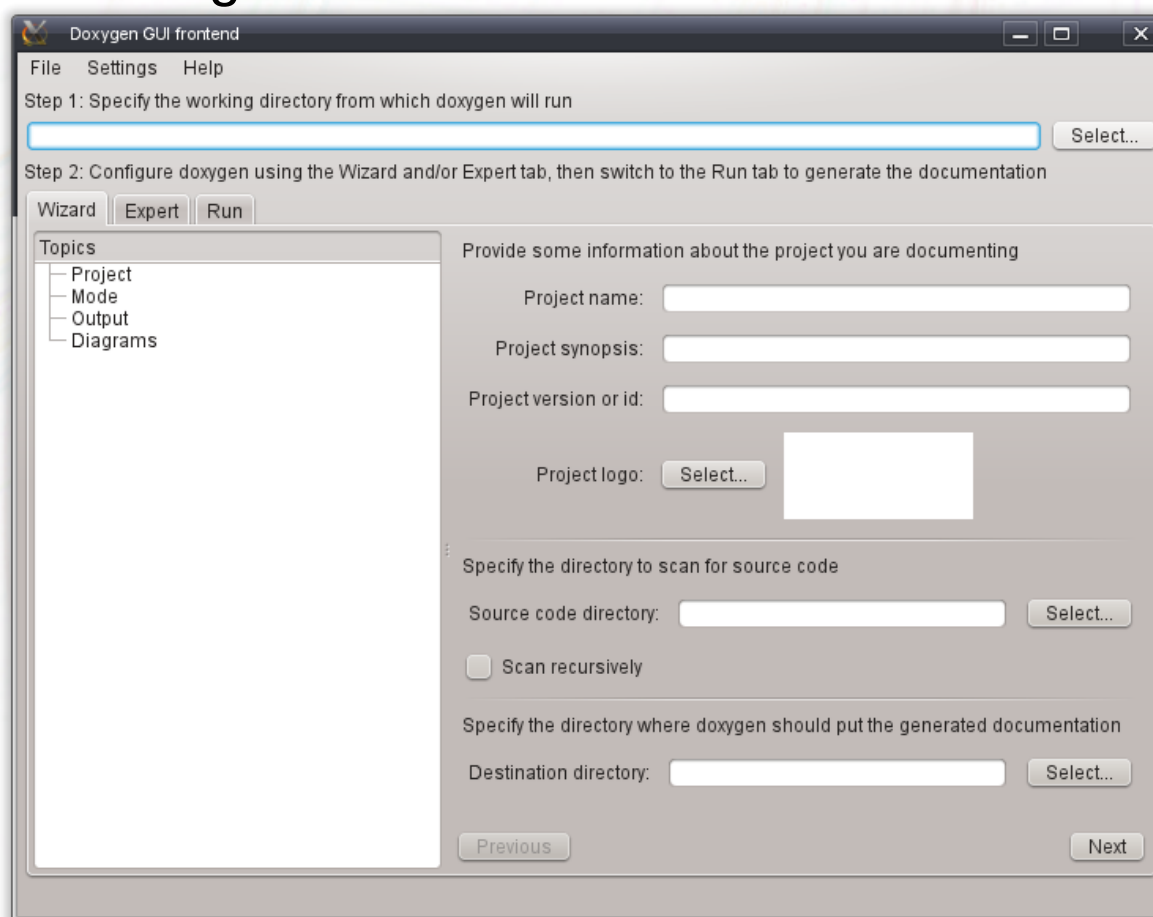 Doxygen GUI frontend
File Settings Help
Step 1: Specify the working directory from which doxygen will run
Select...
Step 2: Configure doxygen using the Wizard and/or Expert tab, then switch to the Run tab to generate the documentation
Wizard Expert Run
Topics
Project
Mode
Output
Diagrams
Provide some information about the project you are documenting
Project name:
Project synopsis:
Project version or id:
Project logo: Select...
Specify the directory to scan for source code
Source code directory: Select...
Scan recursively
Specify the directory where doxygen should put the generated documentation
Destination directory: Select...
Previous Next